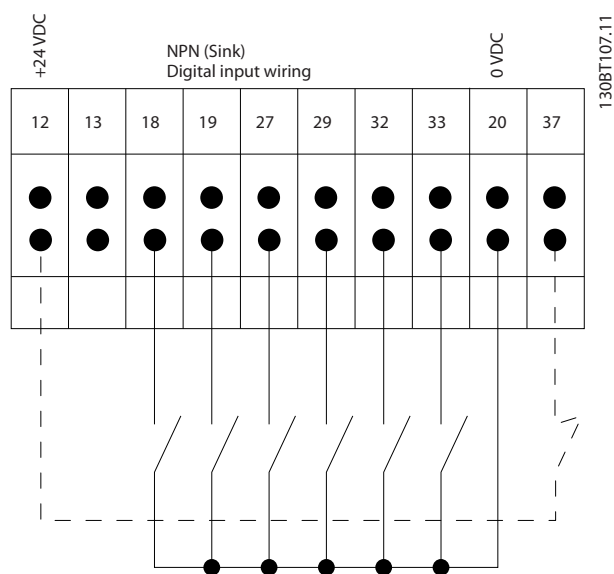 +24 VDC
NPN (Sink)
Digital input wiring
0 VDC
130BT107.11
12 13 18 19 27 29 32 33 20 37